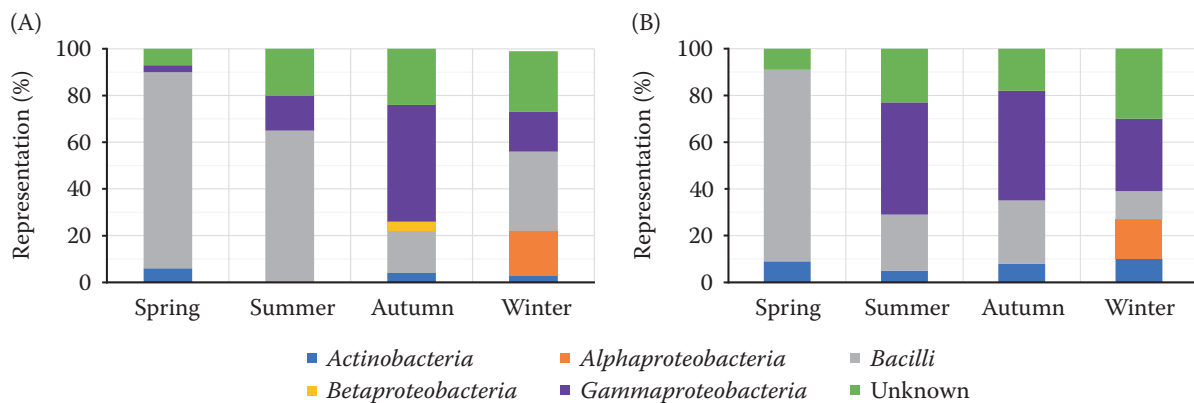 (A)
Representation (%)
100
80
60
40
20
0
Spring Summer Autumn Winter
(B)
Representation (%)
100
80
60
40
20
0
Spring Summer Autumn Winter
Actinobacteria Alphaproteobacteria Bacilli
Betaproteobacteria Gammaproteobacteria Unknown